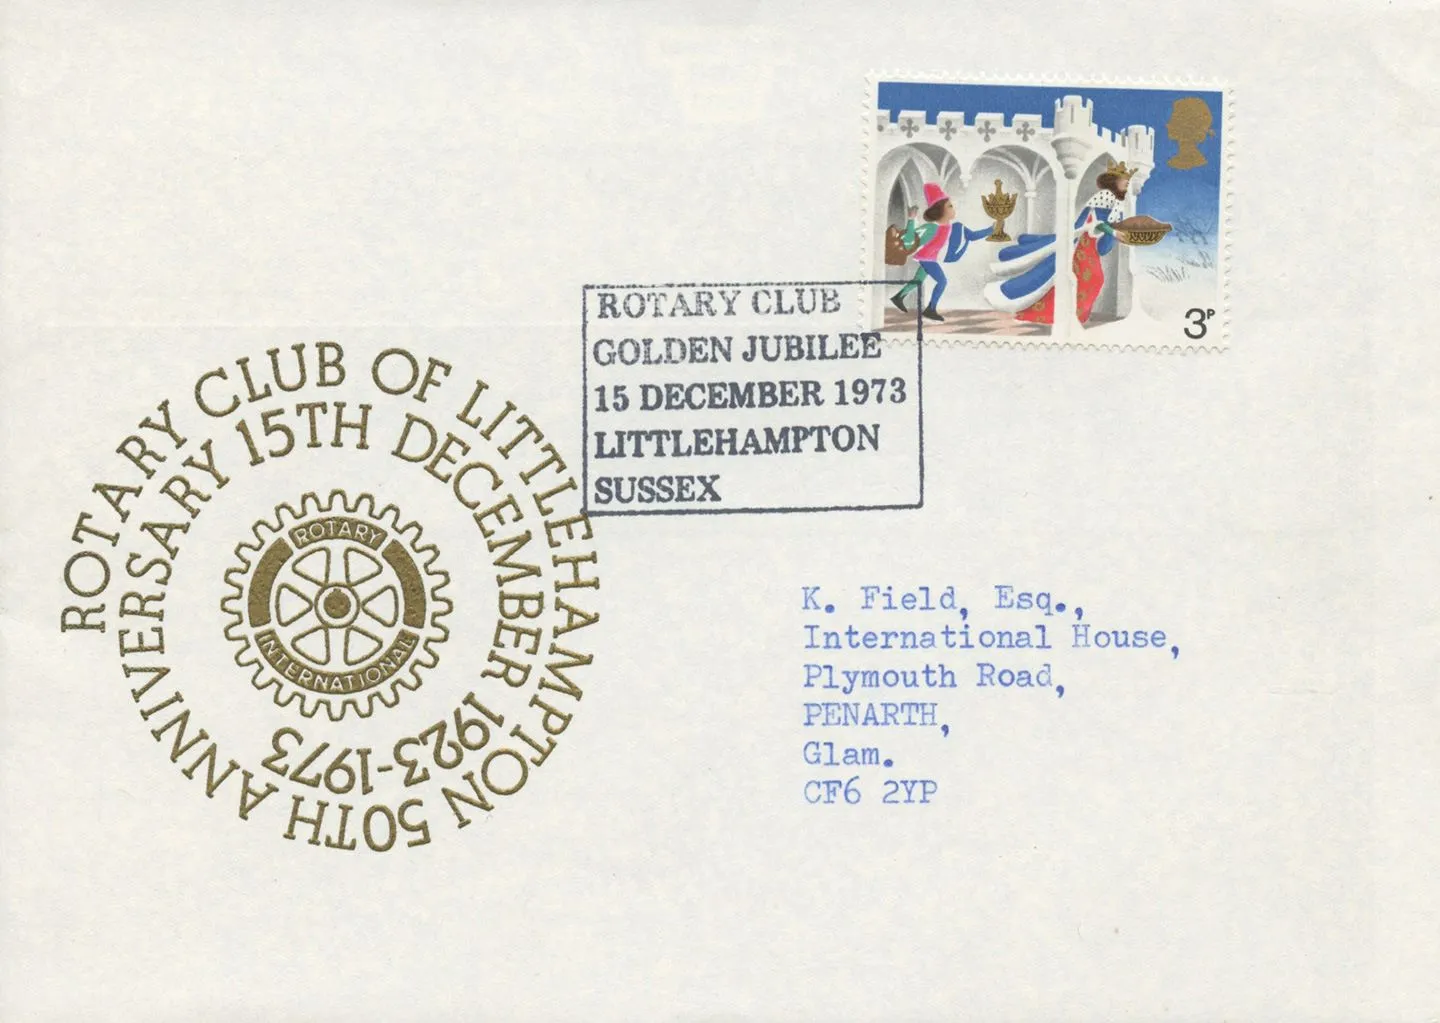 3P
ROTARY CLUB
GOLDEN JUBILEE
15 DECEMBER 1973
LITTLEHAMPTON
SUSSEX
ROTARY CLUB OF LITTLEHAMPTON 50TH ANNIVERSARY 15TH DECEMBER 1923-1973
ROTARY
INTERNATIONAL
K. Field, Esq.,
International House,
Plymouth Road,
PENARTH,
Glam.
CF6 2YP